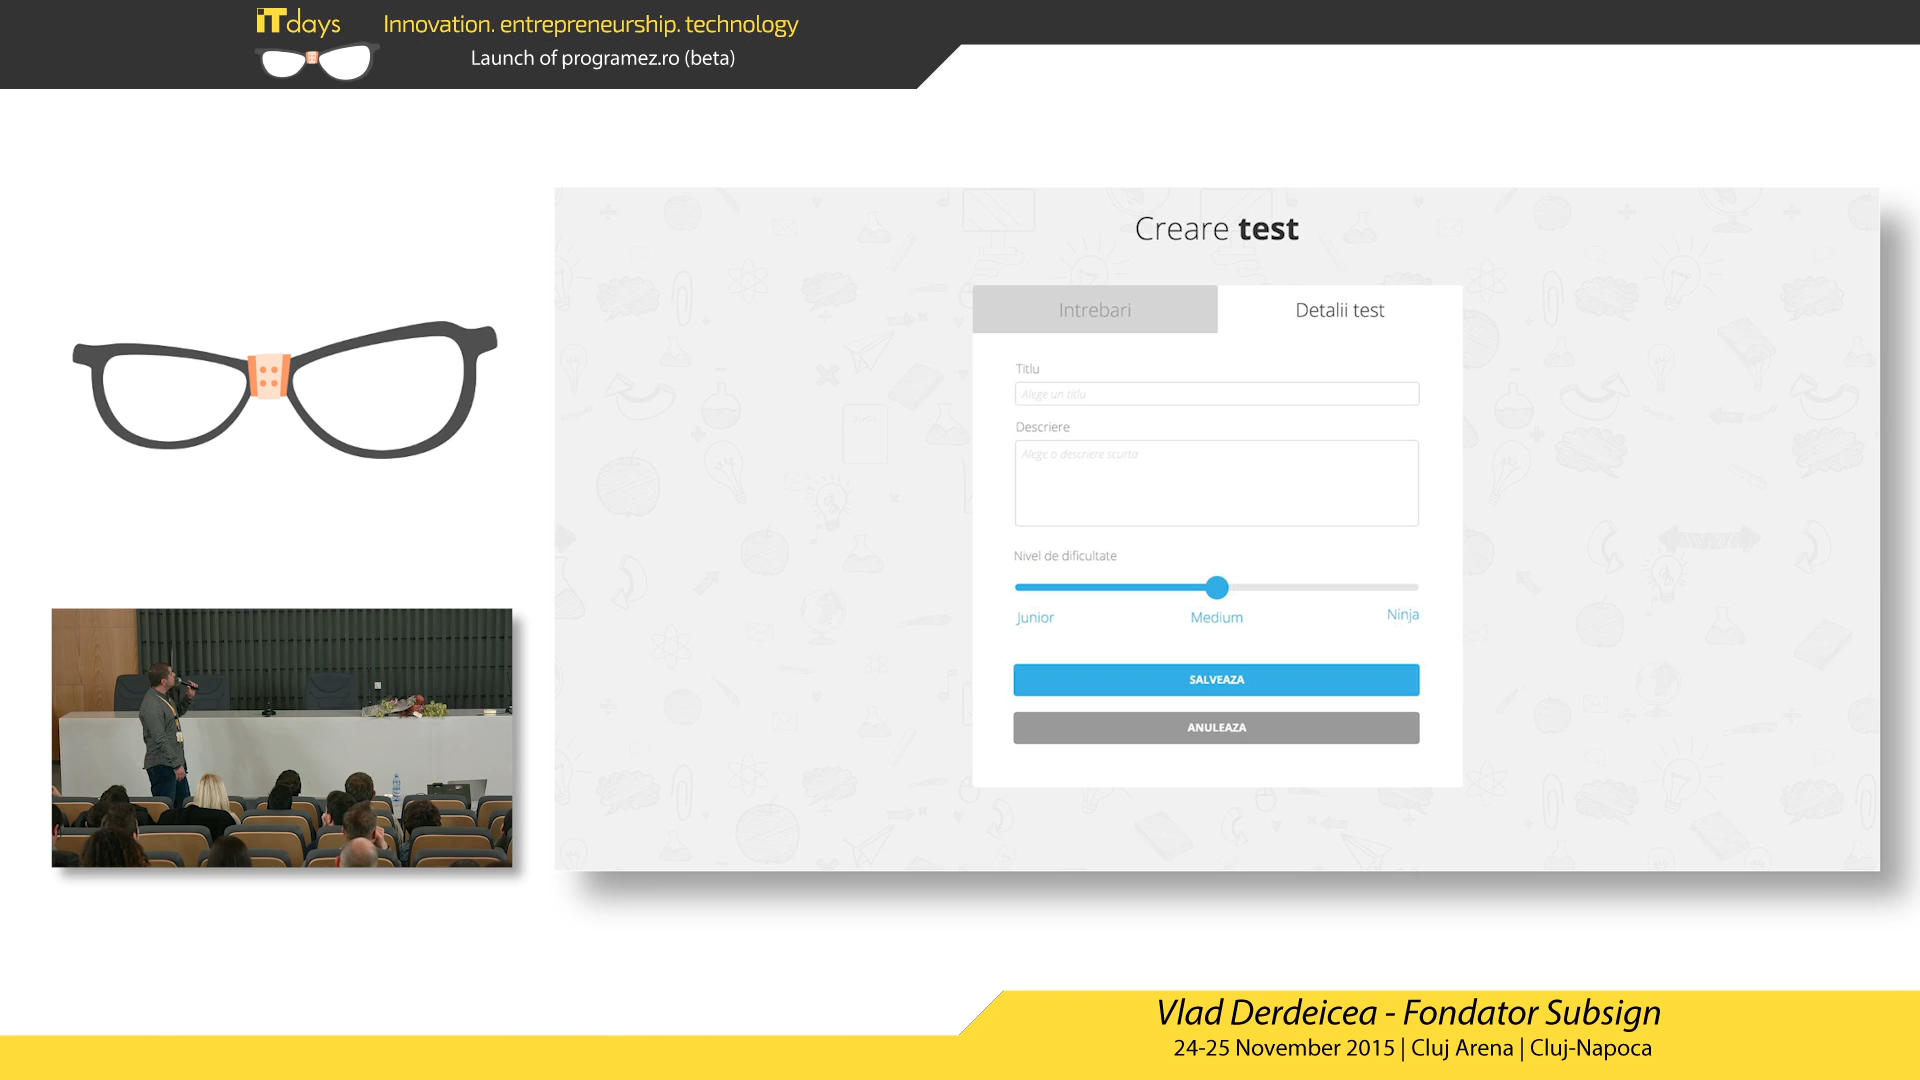 iTdays
Innovation. entrepreneurship. technology
Launch of programez.ro (beta)
Creare test
Intrebari
Detalii test
Titlu
Alege un titlu
Descriere
Alege o descriere scurta
Nivel de dificultate
Junior
Medium
Ninja
SALVEAZA
ANULEAZA
Vlad Derdeicea - Fondator Subsign
24-25 November 2015 | Cluj Arena | Cluj-Napoca